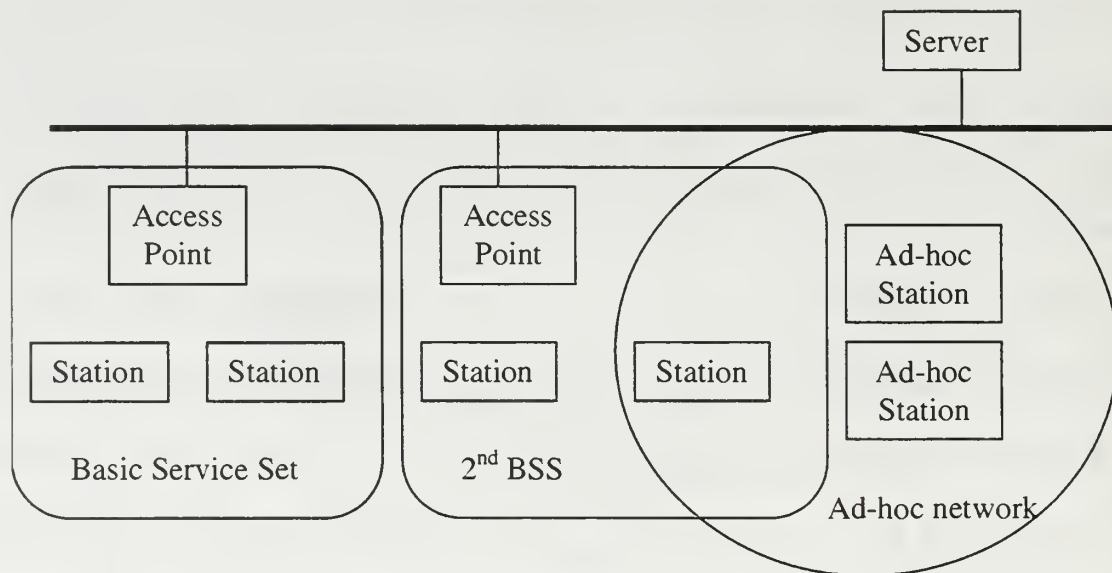 Server
Access
Point
Access
Point
Ad-hoc
Station
Station
Station
Station
Station
Ad-hoc
Station
Basic Service Set
2nd BSS
Ad-hoc network